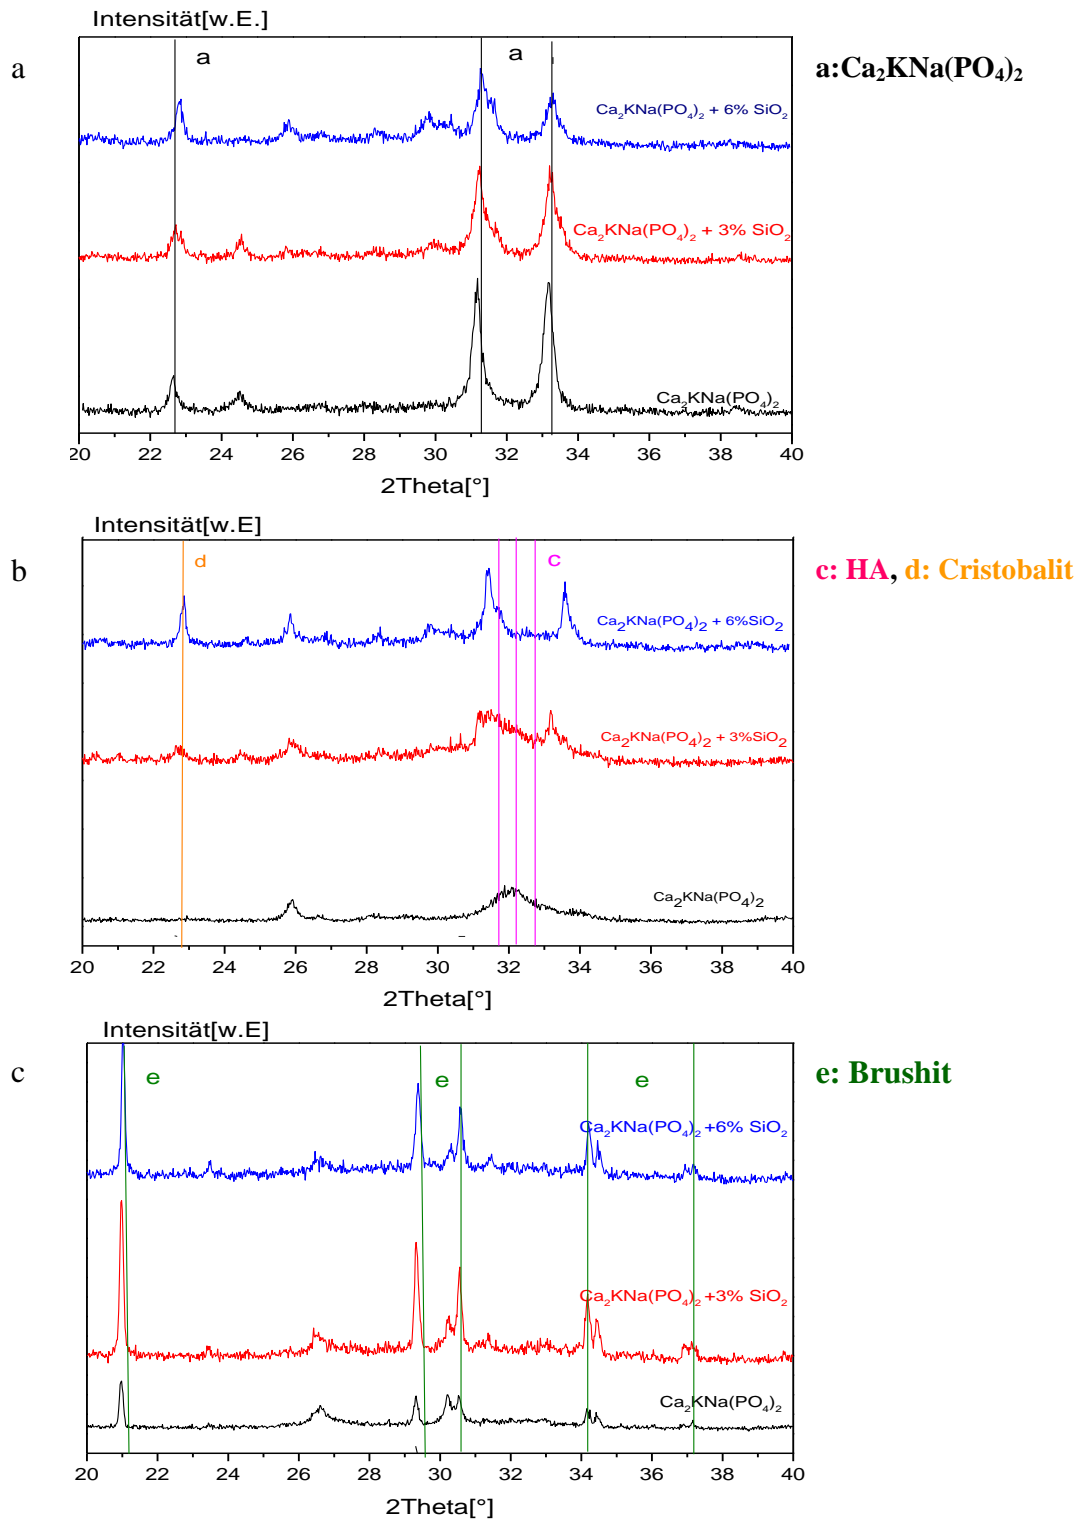 Intensität[w.E.]
a
a:Ca₂KNa(PO₄)₂
a
a
Ca₂KNa(PO₄)₂ + 6% SiO₂
Ca₂KNa(PO₄)₂ + 3% SiO₂
Ca₂KNa(PO₄)₂
20 22 24 26 28 30 32 34 36 38 40
2Theta[°]
Intensität[w.E]
b
c: HA, d: Cristobalit
d
c
Ca₂KNa(PO₄)₂ + 6%SiO₂
Ca₂KNa(PO₄)₂ + 3%SiO₂
Ca₂KNa(PO₄)₂
20 22 24 26 28 30 32 34 36 38 40
2Theta[°]
Intensität[w.E]
c
e: Brushit
e
e
e
Ca₂KNa(PO₄)₂ +6% SiO₂
Ca₂KNa(PO₄)₂ +3% SiO₂
Ca₂KNa(PO₄)₂
20 22 24 26 28 30 32 34 36 38 40
2Theta[°]